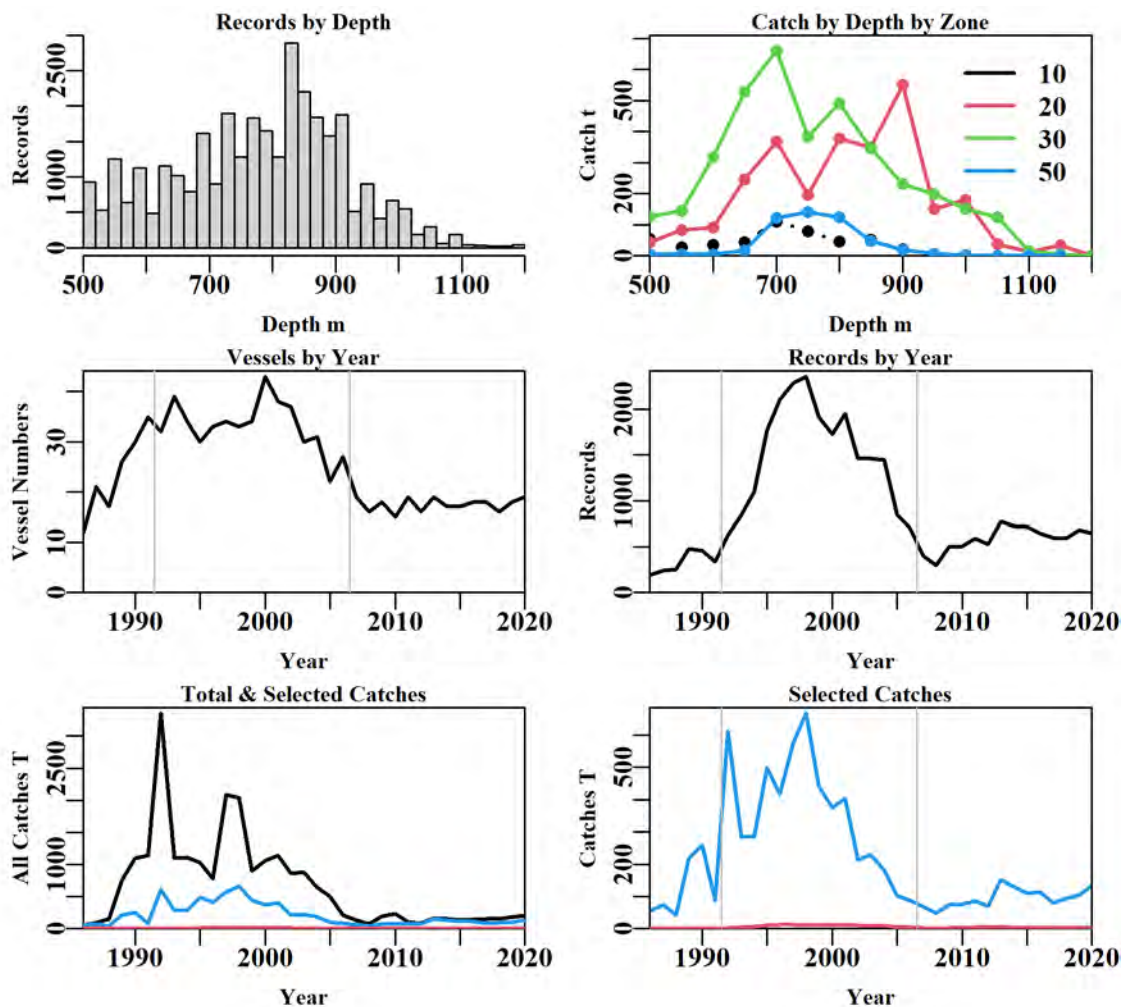 Records by Depth
Records
0
1000
2500
500
700
900
1100
Depth m
Catch by Depth by Zone
Catch t
0
200
500
10
20
30
50
500
700
900
1100
Depth m
Vessels by Year
Vessel Numbers
0
10
30
1990
2000
2010
2020
Year
Records by Year
Records
0
1000
2000
1990
2000
2010
2020
Year
Total & Selected Catches
All Catches T
0
1000
2500
1990
2000
2010
2020
Year
Selected Catches
Catches T
0
200
500
1990
2000
2010
2020
Year